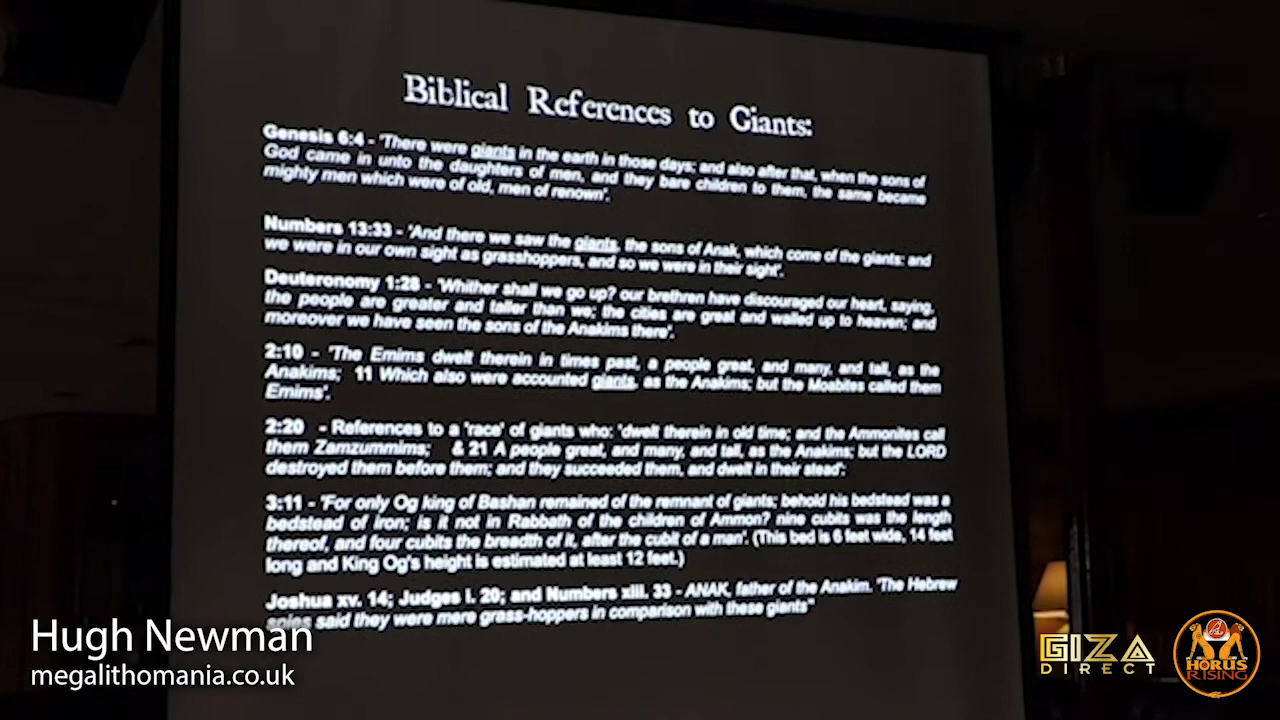 Biblical References to Giants:
Genesis 6:4 - 'There were giants in the earth in those days; and also after that, when the sons of
God came in unto the daughters of men, and they bare children to them, the same became
mighty men which were of old, men of renown'.
Numbers 13:33 - 'And there we saw the giants, the sons of Anak, which come of the giants: and
we were in our own sight as grasshoppers, and so we were in their sight'.
Deuteronomy 1:28 - 'Whither shall we go up? our brethren have discouraged our heart, saying,
the people are greater and taller than we; the cities are great and walled up to heaven; and
moreover we have seen the sons of the Anakims there'.
2:10 - 'The Emims dwelt therein in times past, a people great, and many, and tall, as the
Anakims; 11 Which also were accounted giants, as the Anakims; but the Moabites called them
Emims'.
2:20 - References to a 'race' of giants who: 'dwelt therein in old time; and the Ammonites call
them Zamzummims; & 21 A people great, and many, and tall, as the Anakims; but the LORD
destroyed them before them; and they succeeded them, and dwelt in their stead':
3:11 - 'For only Og king of Bashan remained of the remnant of giants; behold his bedstead was a
bedstead of iron; is it not in Rabbath of the children of Ammon? nine cubits was the length
thereof, and four cubits the breadth of it, after the cubit of a man'. (This bed is 6 feet wide, 14 feet
long and King Og's height is estimated at least 12 feet.)
Joshua xv. 14; Judges i. 20; and Numbers xiii. 33 - ANAK, father of the Anakim. 'The Hebrew
spies said they were mere grass-hoppers in comparison with these giants"
Hugh Newman
megalithomania.co.uk
GIZA
DIRECT
HORUS
RISING